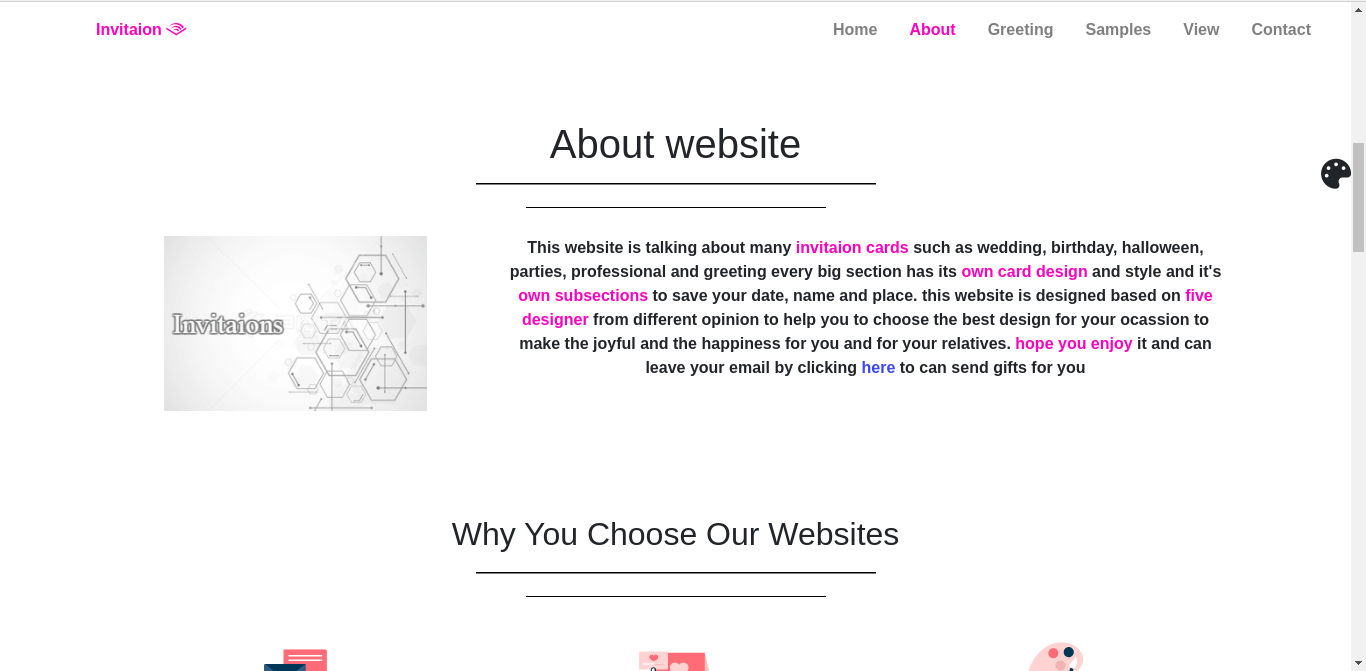 Invitaion
Home About Greeting Samples View Contact
About website
Invitaions
This website is talking about many invitaion cards such as wedding, birthday, halloween,
parties, professional and greeting every big section has its own card design and style and it's
own subsections to save your date, name and place. this website is designed based on five
designer from different opinion to help you to choose the best design for your ocassion to
make the joyful and the happiness for you and for your relatives. hope you enjoy it and can
leave your email by clicking here to can send gifts for you
Why You Choose Our Websites